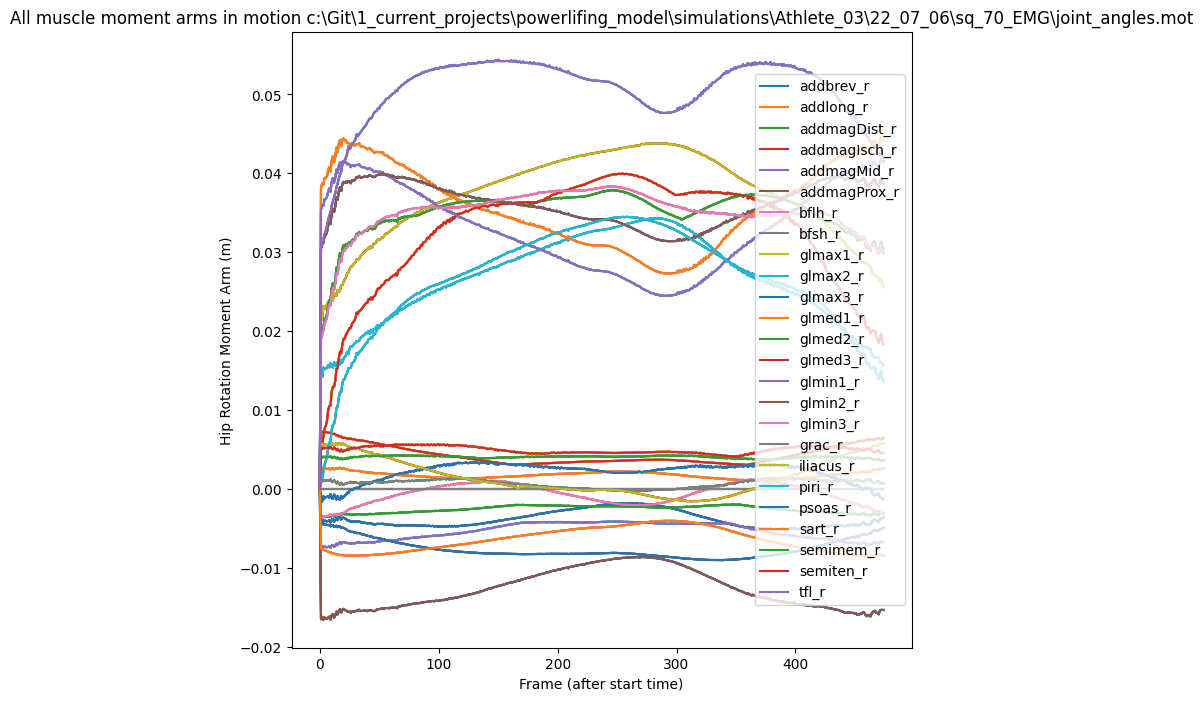 All muscle moment arms in motion c:\Git\1_current_projects\powerlifing_model\simulations\Athlete_03\22_07_06\sq_70_EMG\joint_angles.mot
Hip Rotation Moment Arm (m)
0.05
0.04
0.03
0.02
0.01
0.00
−0.01
−0.02
addbrev_r
addlong_r
addmagDist_r
addmagIsch_r
addmagMid_r
addmagProx_r
bflh_r
bfsh_r
glmax1_r
glmax2_r
glmax3_r
glmed1_r
glmed2_r
glmed3_r
glmin1_r
glmin2_r
glmin3_r
grac_r
iliacus_r
piri_r
psoas_r
sart_r
semimem_r
semiten_r
tfl_r
0 100 200 300 400
Frame (after start time)